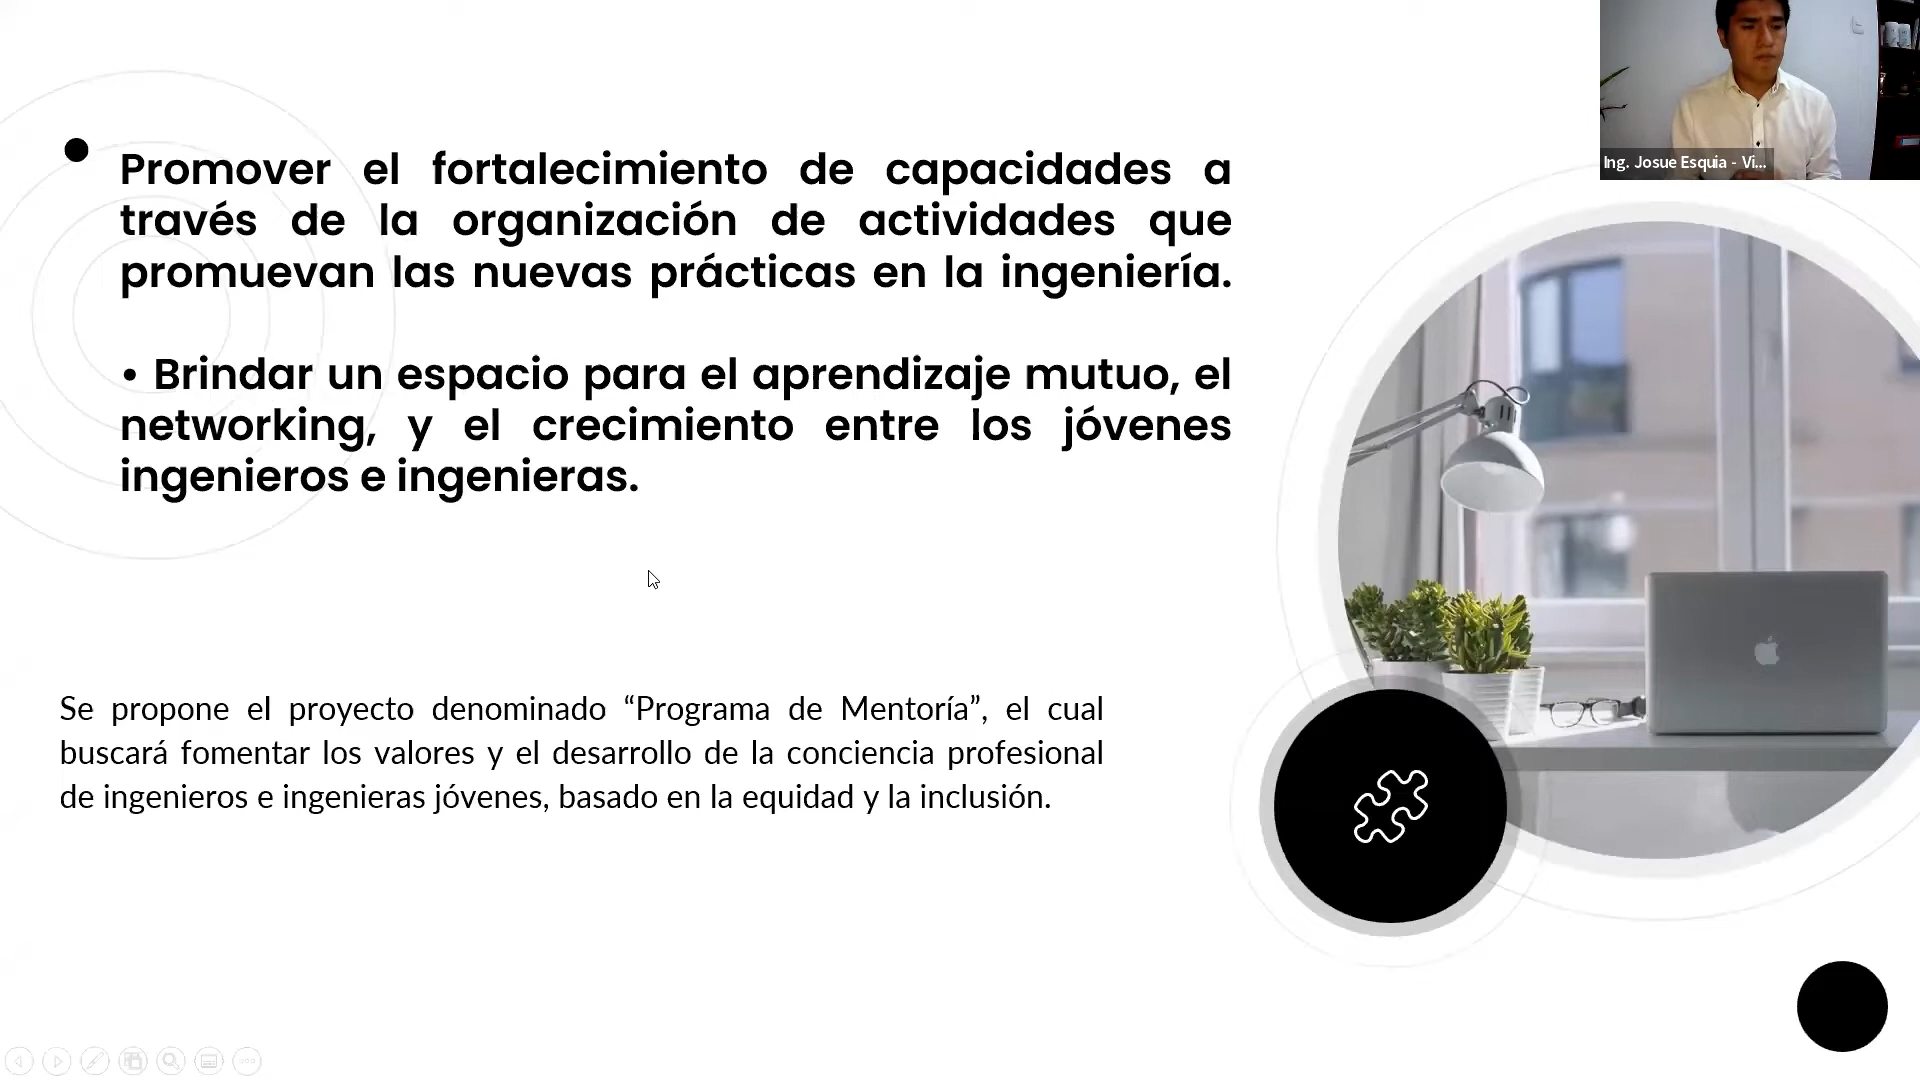 Ing. Josue Esquia - Vi...
• Promover el fortalecimiento de capacidades a
través de la organización de actividades que
promuevan las nuevas prácticas en la ingeniería.
• Brindar un espacio para el aprendizaje mutuo, el
networking, y el crecimiento entre los jóvenes
ingenieros e ingenieras.
Se propone el proyecto denominado “Programa de Mentoría”, el cual
buscará fomentar los valores y el desarrollo de la conciencia profesional
de ingenieros e ingenieras jóvenes, basado en la equidad y la inclusión.